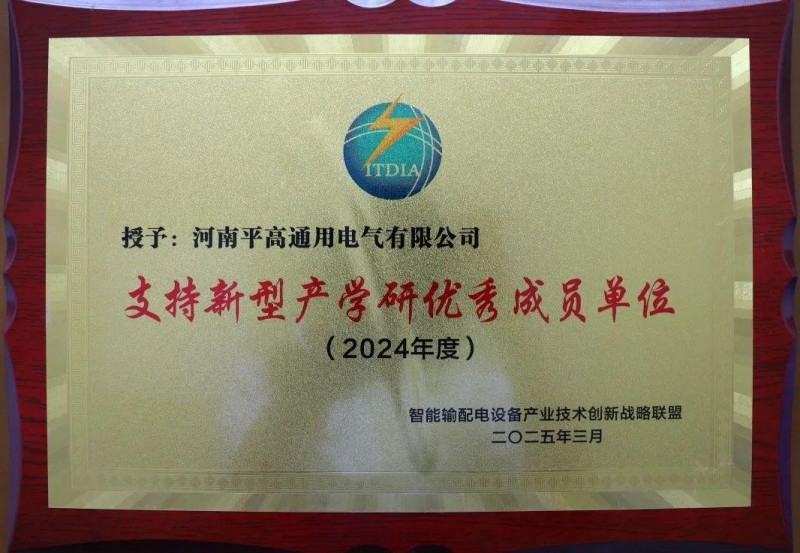 ITDIA
授予：河南平高通用电气有限公司
支持新型产学研优秀成员单位
（2024年度）
智能输配电设备产业技术创新战略联盟
二〇二五年三月